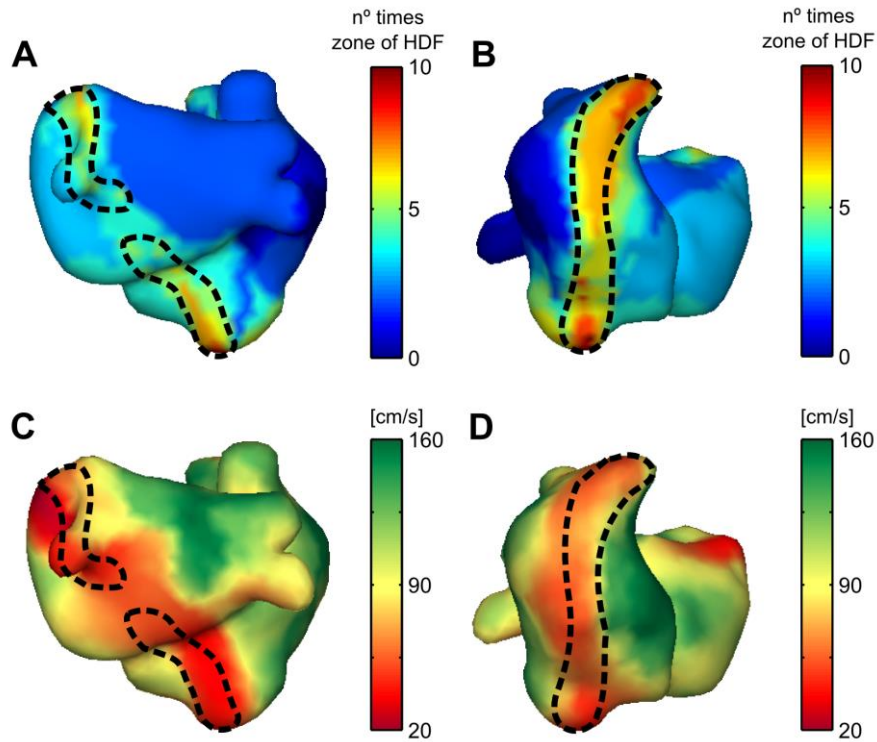 nº times
zone of HDF
A
10
5
0
nº times
zone of HDF
B
10
5
0
[cm/s]
C
160
90
20
[cm/s]
D
160
90
20